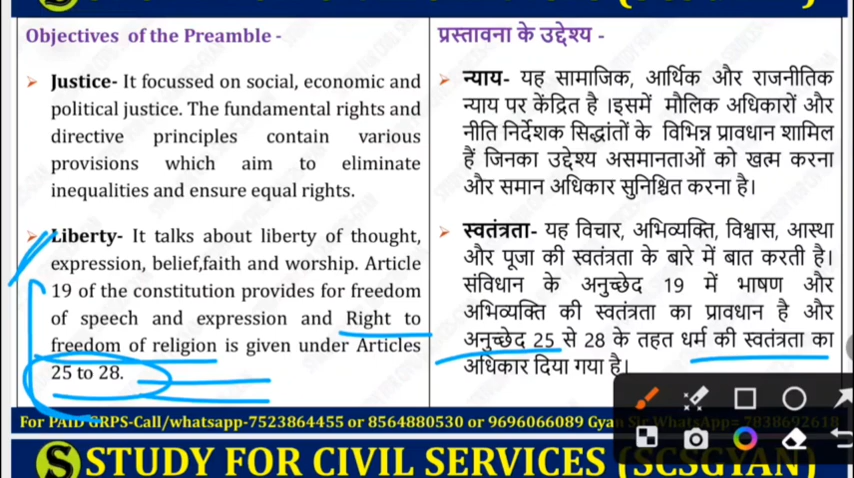 Objectives of the Preamble -
➢ Justice- It focussed on social, economic and
political justice. The fundamental rights and
directive principles contain various
provisions which aim to eliminate
inequalities and ensure equal rights.
➢ Liberty- It talks about liberty of thought,
expression, belief,faith and worship. Article
19 of the constitution provides for freedom
of speech and expression and Right to
freedom of religion is given under Articles
25 to 28.
प्रस्तावना के उद्देश्य -
➢ न्याय- यह सामाजिक, आर्थिक और राजनीतिक
न्याय पर केंद्रित है ।इसमें मौलिक अधिकारों और
नीति निर्देशक सिद्धांतों के विभिन्न प्रावधान शामिल
हैं जिनका उद्देश्य असमानताओं को खत्म करना
और समान अधिकार सुनिश्चित करना है।
➢ स्वतंत्रता- यह विचार, अभिव्यक्ति, विश्वास, आस्था
और पूजा की स्वतंत्रता के बारे में बात करती है।
संविधान के अनुच्छेद 19 में भाषण और
अभिव्यक्ति की स्वतंत्रता का प्रावधान है और
अनुच्छेद 25 से 28 के तहत धर्म की स्वतंत्रता का
अधिकार दिया गया है।
For PAID GRPS-Call/whatsapp-7523864455 or 8564880530 or 9696066089 Gyan Sir WhatsApp= 7838692618
S STUDY FOR CIVIL SERVICES (SCSGYAN)